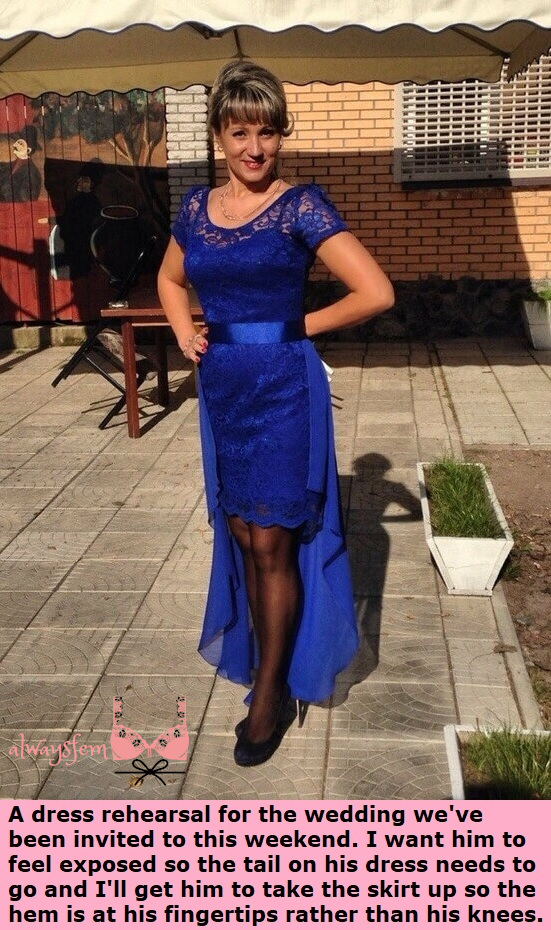 alwaysfem
A dress rehearsal for the wedding we've
been invited to this weekend. I want him to
feel exposed so the tail on his dress needs to
go and I'll get him to take the skirt up so the
hem is at his fingertips rather than his knees.